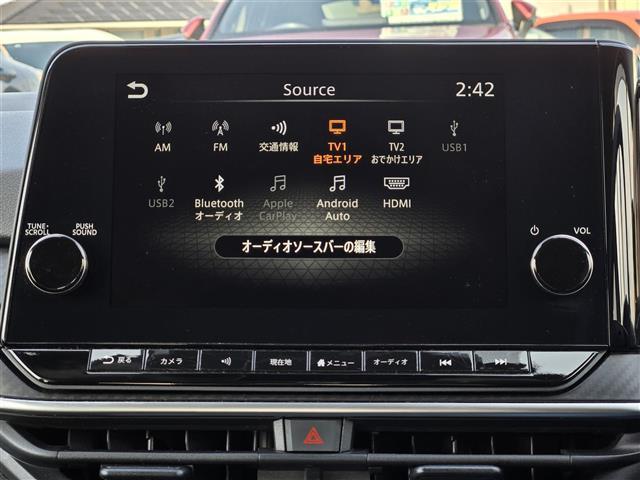 Source
2:42
AM
FM
交通情報
TV1
自宅エリア
TV2
おでかけエリア
USB1
USB2
Bluetooth
オーディオ
Apple
CarPlay
Android
Auto
HDMI
オーディオソースバーの編集
TUNE・
SCROLL
PUSH
SOUND
VOL
戻る
カメラ
現在地
メニュー
オーディオ